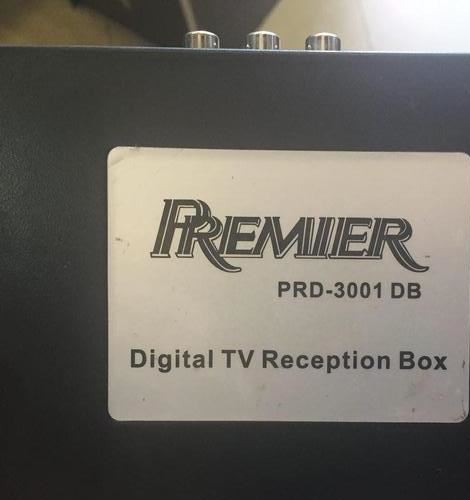 PREMIER
PRD-3001 DB
Digital TV Reception Box